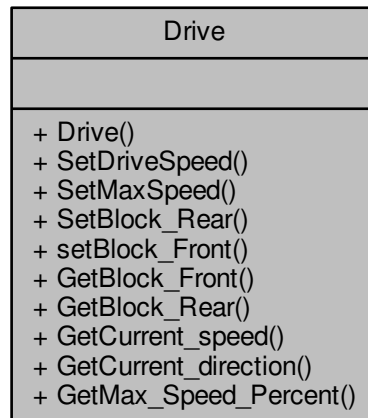 Drive
+ Drive()
+ SetDriveSpeed()
+ SetMaxSpeed()
+ SetBlock_Rear()
+ setBlock_Front()
+ GetBlock_Front()
+ GetBlock_Rear()
+ GetCurrent_speed()
+ GetCurrent_direction()
+ GetMax_Speed_Percent()